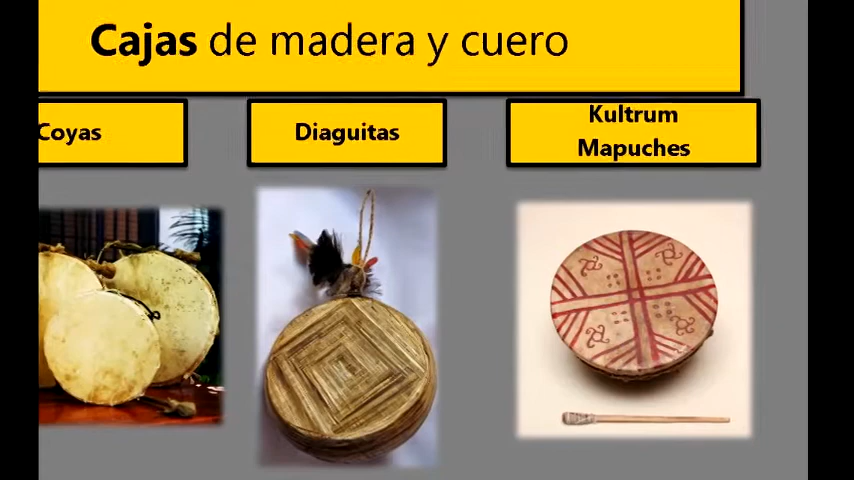 Cajas de madera y cuero
Coyas
Diaguitas
Kultrum
Mapuches